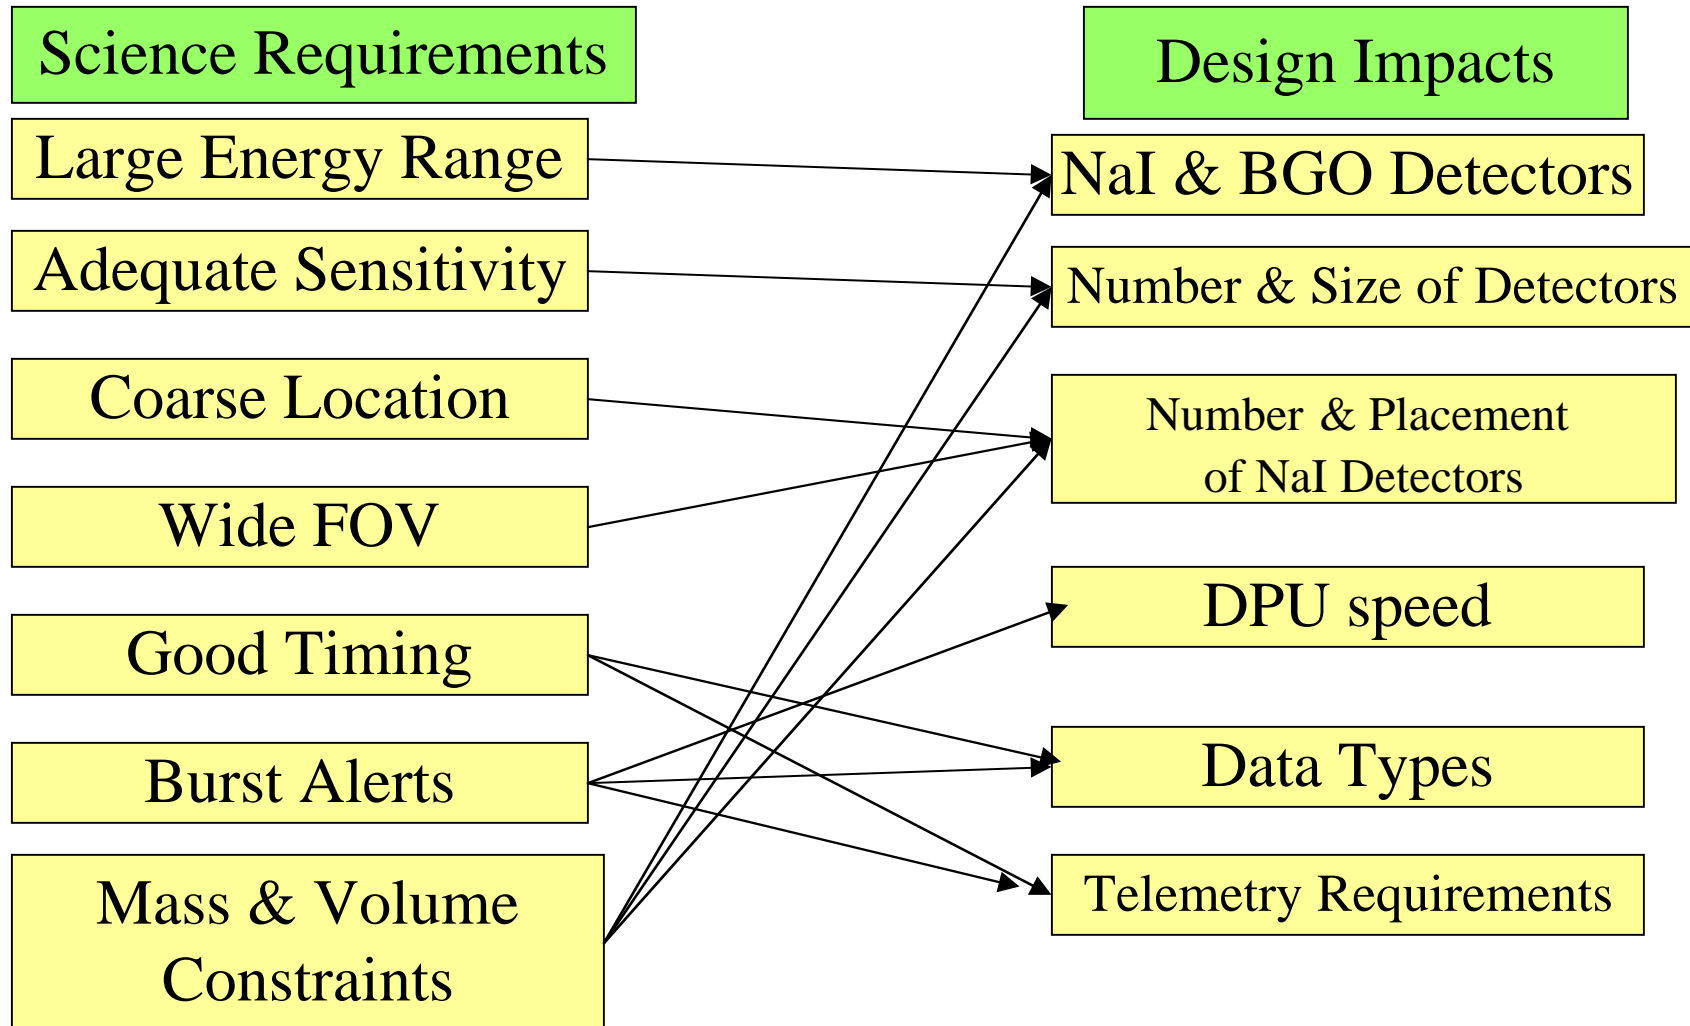 Science Requirements
Large Energy Range
Adequate Sensitivity
Coarse Location
Wide FOV
Good Timing
Burst Alerts
Mass & Volume
Constraints
Design Impacts
NaI & BGO Detectors
Number & Size of Detectors
Number & Placement
of NaI Detectors
DPU speed
Data Types
Telemetry Requirements